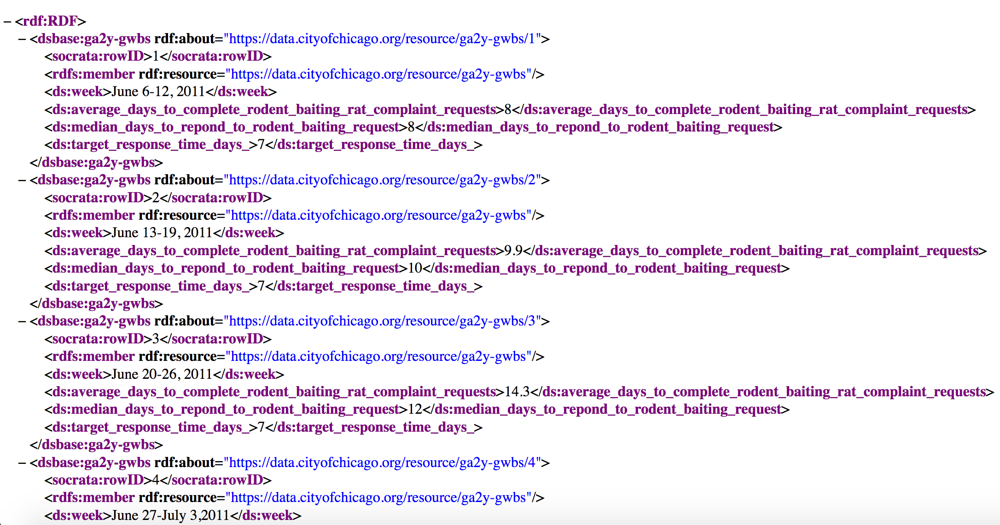 – <rdf:RDF>
– <dsbase:ga2y-gwbs rdf:about="https://data.cityofchicago.org/resource/ga2y-gwbs/1">
<socrata:rowID>1</socrata:rowID>
<rdfs:member rdf:resource="https://data.cityofchicago.org/resource/ga2y-gwbs"/>
<ds:week>June 6-12, 2011</ds:week>
<ds:average_days_to_complete_rodent_baiting_rat_complaint_requests>8</ds:average_days_to_complete_rodent_baiting_rat_complaint_requests>
<ds:median_days_to_repond_to_rodent_baiting_request>8</ds:median_days_to_repond_to_rodent_baiting_request>
<ds:target_response_time_days_>7</ds:target_response_time_days_>
</dsbase:ga2y-gwbs>
– <dsbase:ga2y-gwbs rdf:about="https://data.cityofchicago.org/resource/ga2y-gwbs/2">
<socrata:rowID>2</socrata:rowID>
<rdfs:member rdf:resource="https://data.cityofchicago.org/resource/ga2y-gwbs"/>
<ds:week>June 13-19, 2011</ds:week>
<ds:average_days_to_complete_rodent_baiting_rat_complaint_requests>9.9</ds:average_days_to_complete_rodent_baiting_rat_complaint_requests>
<ds:median_days_to_repond_to_rodent_baiting_request>10</ds:median_days_to_repond_to_rodent_baiting_request>
<ds:target_response_time_days_>7</ds:target_response_time_days_>
</dsbase:ga2y-gwbs>
– <dsbase:ga2y-gwbs rdf:about="https://data.cityofchicago.org/resource/ga2y-gwbs/3">
<socrata:rowID>3</socrata:rowID>
<rdfs:member rdf:resource="https://data.cityofchicago.org/resource/ga2y-gwbs"/>
<ds:week>June 20-26, 2011</ds:week>
<ds:average_days_to_complete_rodent_baiting_rat_complaint_requests>14.3</ds:average_days_to_complete_rodent_baiting_rat_complaint_requests>
<ds:median_days_to_repond_to_rodent_baiting_request>12</ds:median_days_to_repond_to_rodent_baiting_request>
<ds:target_response_time_days_>7</ds:target_response_time_days_>
</dsbase:ga2y-gwbs>
– <dsbase:ga2y-gwbs rdf:about="https://data.cityofchicago.org/resource/ga2y-gwbs/4">
<socrata:rowID>4</socrata:rowID>
<rdfs:member rdf:resource="https://data.cityofchicago.org/resource/ga2y-gwbs"/>
<ds:week>June 27-July 3,2011</ds:week>